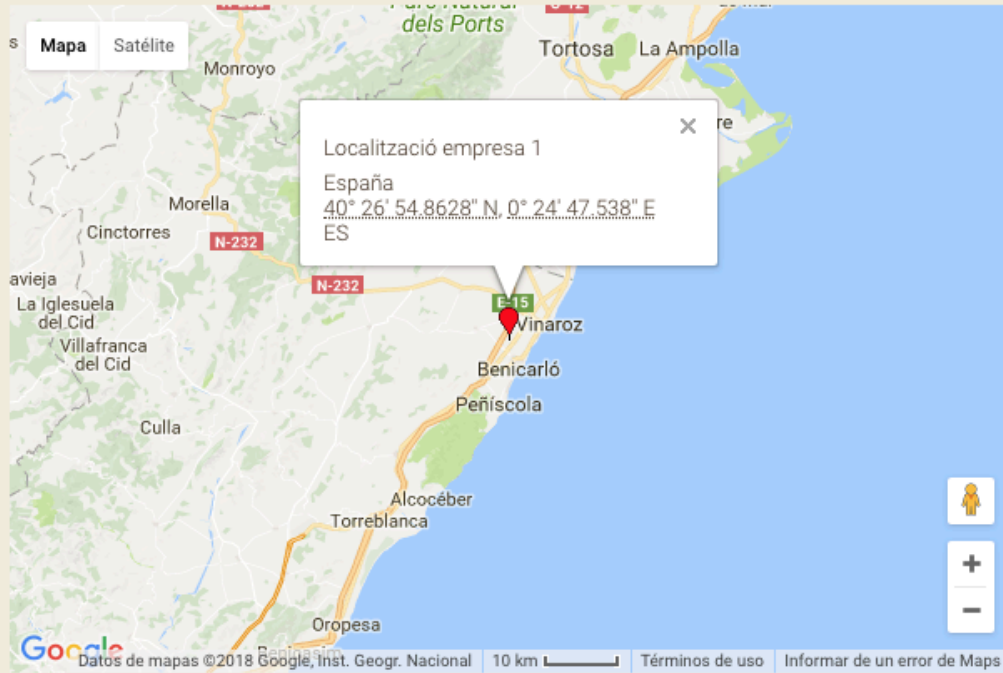 Parc Natural
dels Ports
Mapa
Satélite
Tortosa
La Ampolla
Monroyo
Localització empresa 1
España
40° 26' 54.8628" N, 0° 24' 47.538" E
ES
Morella
Cinctorres
N-232
N-232
La Iglesuela
del Cid
E-15
Vinaroz
Villafranca
del Cid
Benicarló
Peñíscola
Culla
Alcocéber
Torreblanca
Oropesa
Google
Datos de mapas ©2018 Google, Inst. Geogr. Nacional
10 km
Términos de uso
Informar de un error de Maps